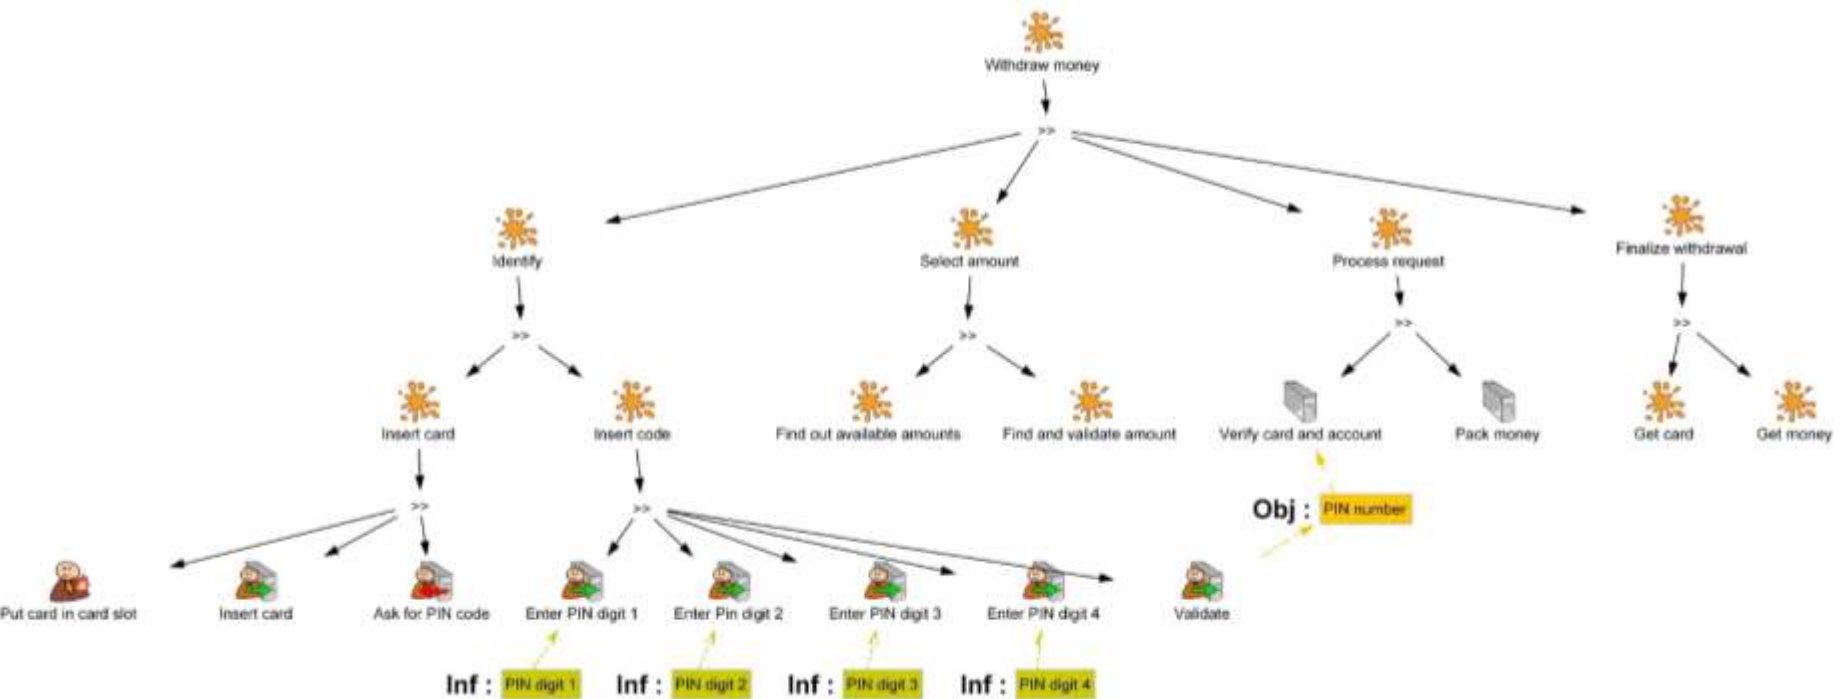 Withdraw money
>>
Identify
Select amount
Process request
Finalize withdrawal
>>
>>
>>
>>
Insert card
Insert code
Find out available amounts
Find and validate amount
Verify card and account
Pack money
Get card
Get money
>>
>>
Obj : PIN number
Put card in card slot
Insert card
Ask for PIN code
Enter PIN digit 1
Enter Pin digit 2
Enter PIN digit 3
Enter PIN digit 4
Validate
Inf : PIN digit 1
Inf : PIN digit 2
Inf : PIN digit 3
Inf : PIN digit 4